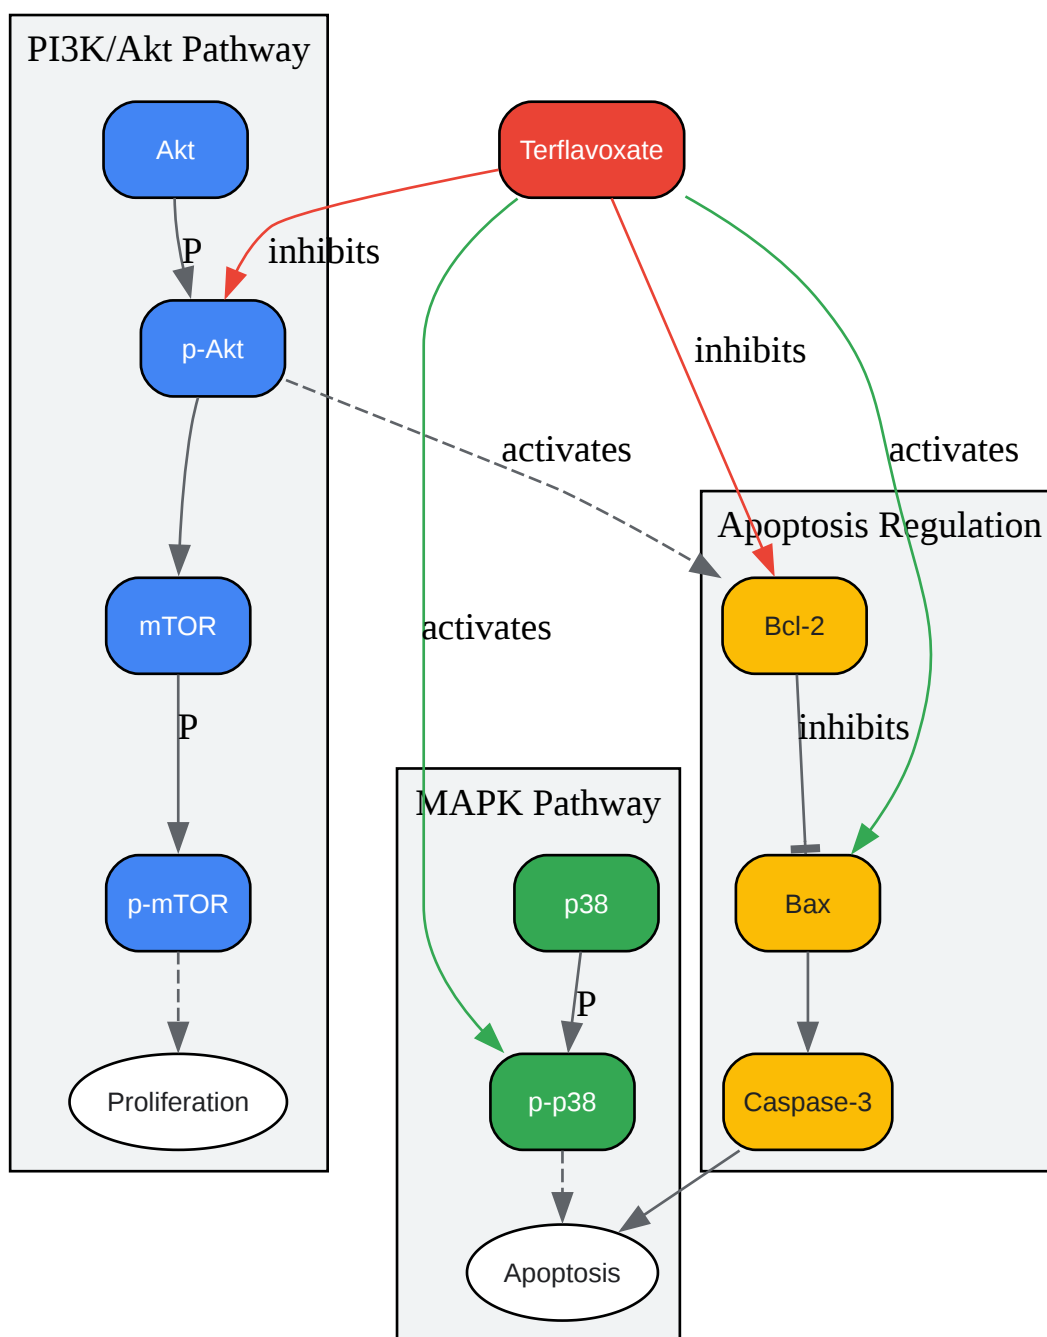 PI3K/Akt Pathway
Akt
Terflavoxate
P
inhibits
p-Akt
inhibits
activates
activates
Apoptosis Regulation
mTOR
activates
Bcl-2
P
inhibits
MAPK Pathway
p-mTOR
p38
Bax
P
Proliferation
p-p38
Caspase-3
Apoptosis